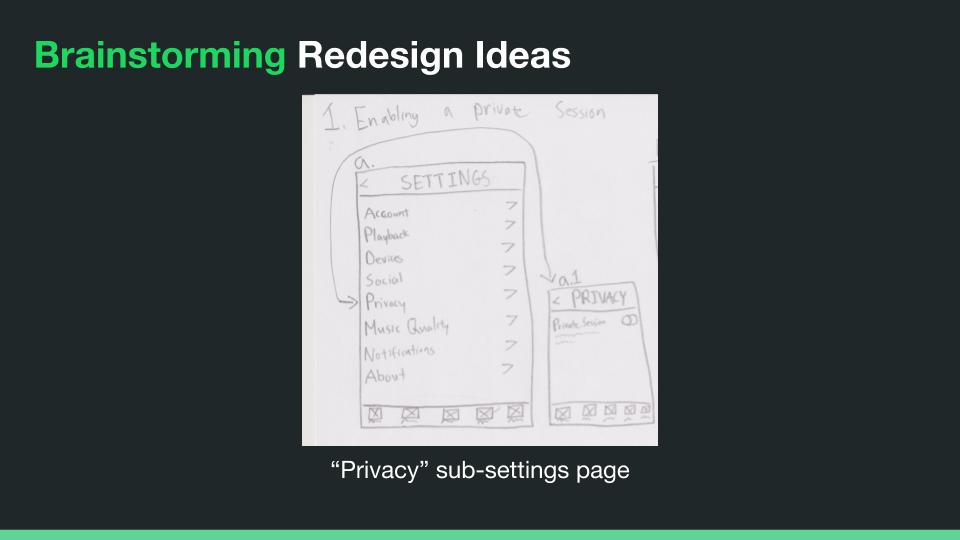 Brainstorming Redesign Ideas
1. Enabling a private Session
a.
< SETTINGS
Account >
Playback >
Devices >
Social >
Privacy >
Music Quality >
Notifications >
About >
a.1
< PRIVACY
Private Session
“Privacy” sub-settings page